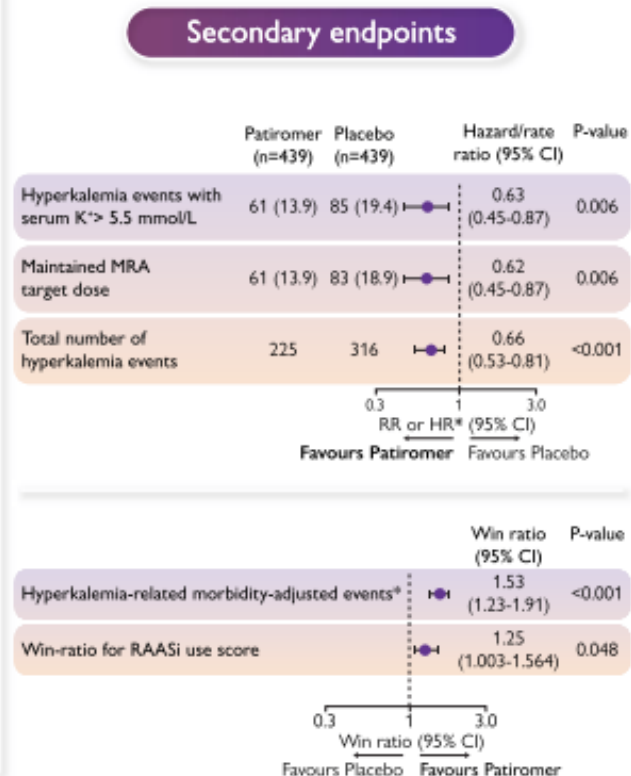 Secondary endpoints
Patiromer Placebo Hazard/rate P-value
(n=439) (n=439) ratio (95% CI)
Hyperkalemia events with
serum K⁺> 5.5 mmol/L
61 (13.9) 85 (19.4) 0.63 0.006
(0.45-0.87)
Maintained MRA
target dose
61 (13.9) 83 (18.9) 0.62 0.006
(0.45-0.87)
Total number of
hyperkalemia events
225 316 0.66 <0.001
(0.53-0.81)
0.3 1 3.0
RR or HR* (95% CI)
Favours Patiromer Favours Placebo
Win ratio P-value
(95% CI)
Hyperkalemia-related morbidity-adjusted events* 1.53 <0.001
(1.23-1.91)
Win-ratio for RAASi use score 1.25 0.048
(1.003-1.564)
0.3 1 3.0
Win ratio (95% CI)
Favours Placebo Favours Patiromer